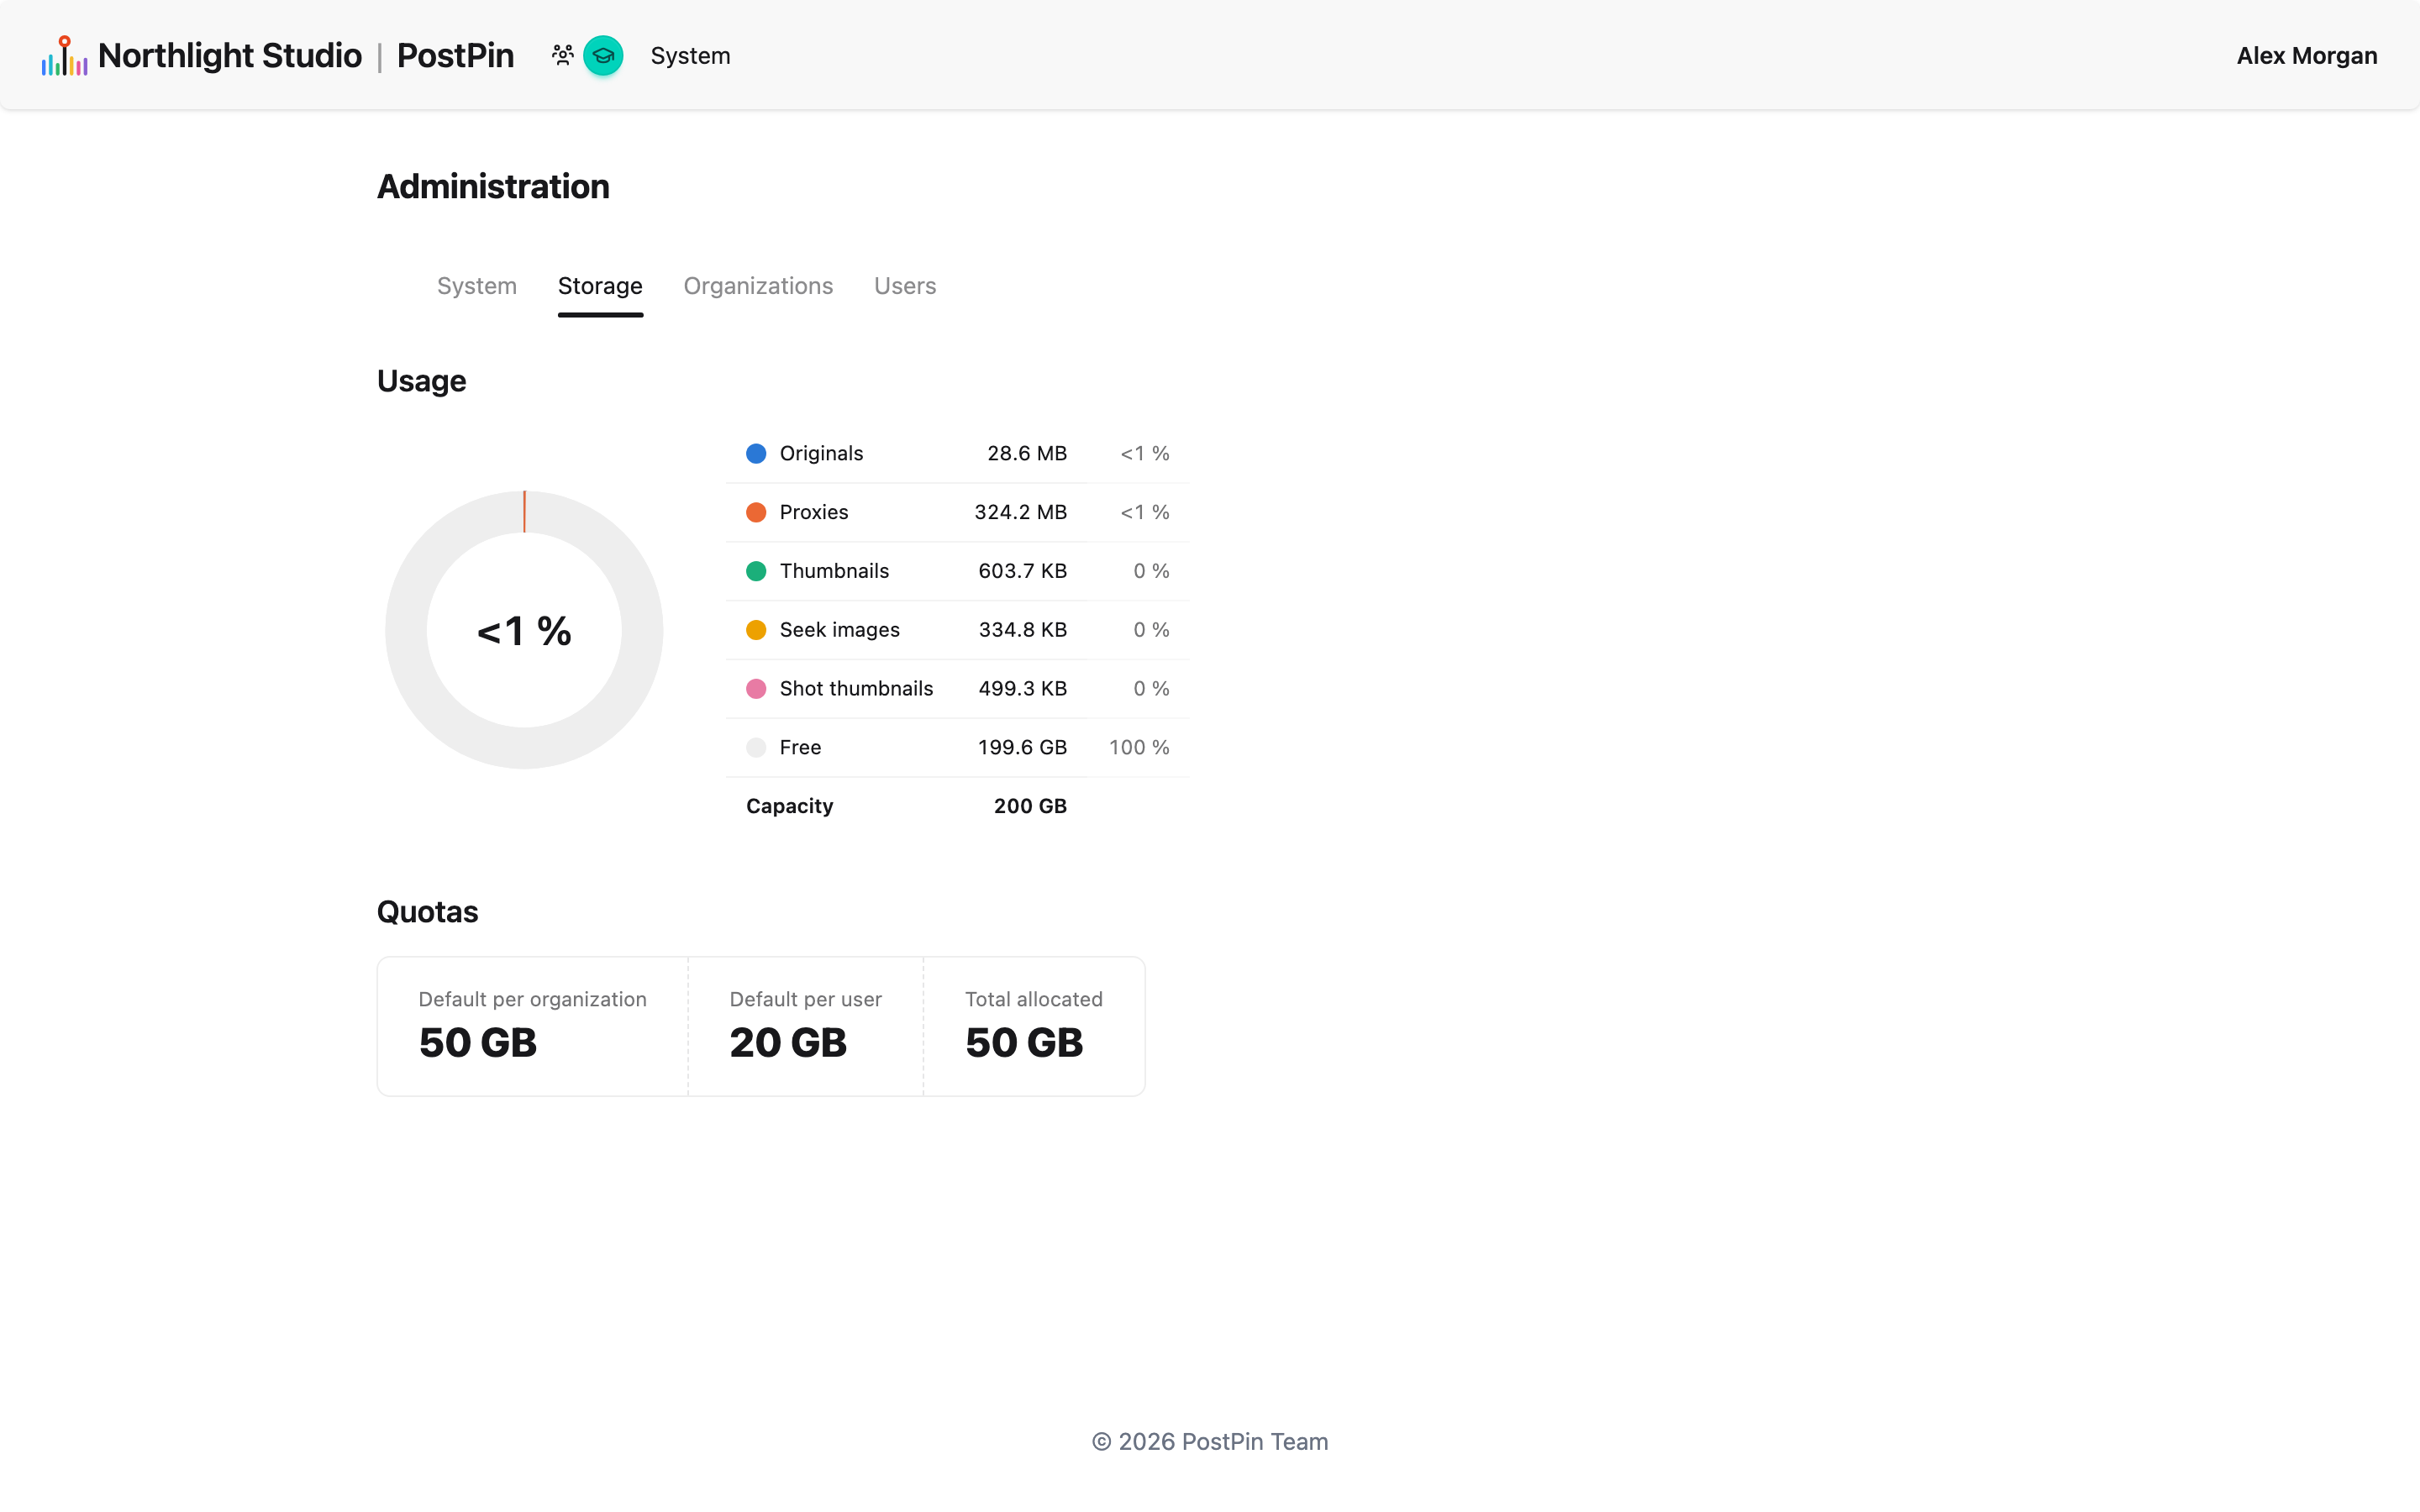 Northlight Studio | PostPin System Alex Morgan
Administration
System Storage Organizations Users
Usage
<1 %
Originals 28.6 MB <1 %
Proxies 324.2 MB <1 %
Thumbnails 603.7 KB 0 %
Seek images 334.8 KB 0 %
Shot thumbnails 499.3 KB 0 %
Free 199.6 GB 100 %
Capacity 200 GB
Quotas
Default per organization Default per user Total allocated
50 GB 20 GB 50 GB
© 2026 PostPin Team